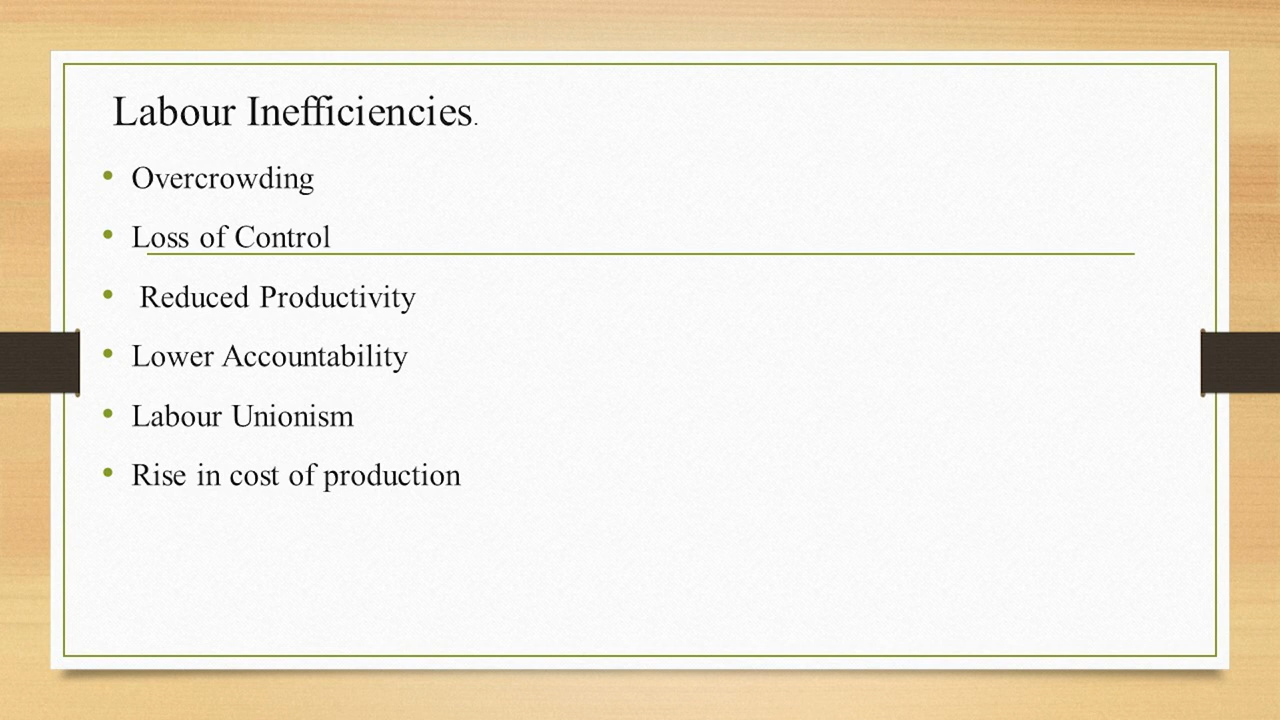 Labour Inefficiencies.
• Overcrowding
• Loss of Control
• Reduced Productivity
• Lower Accountability
• Labour Unionism
• Rise in cost of production